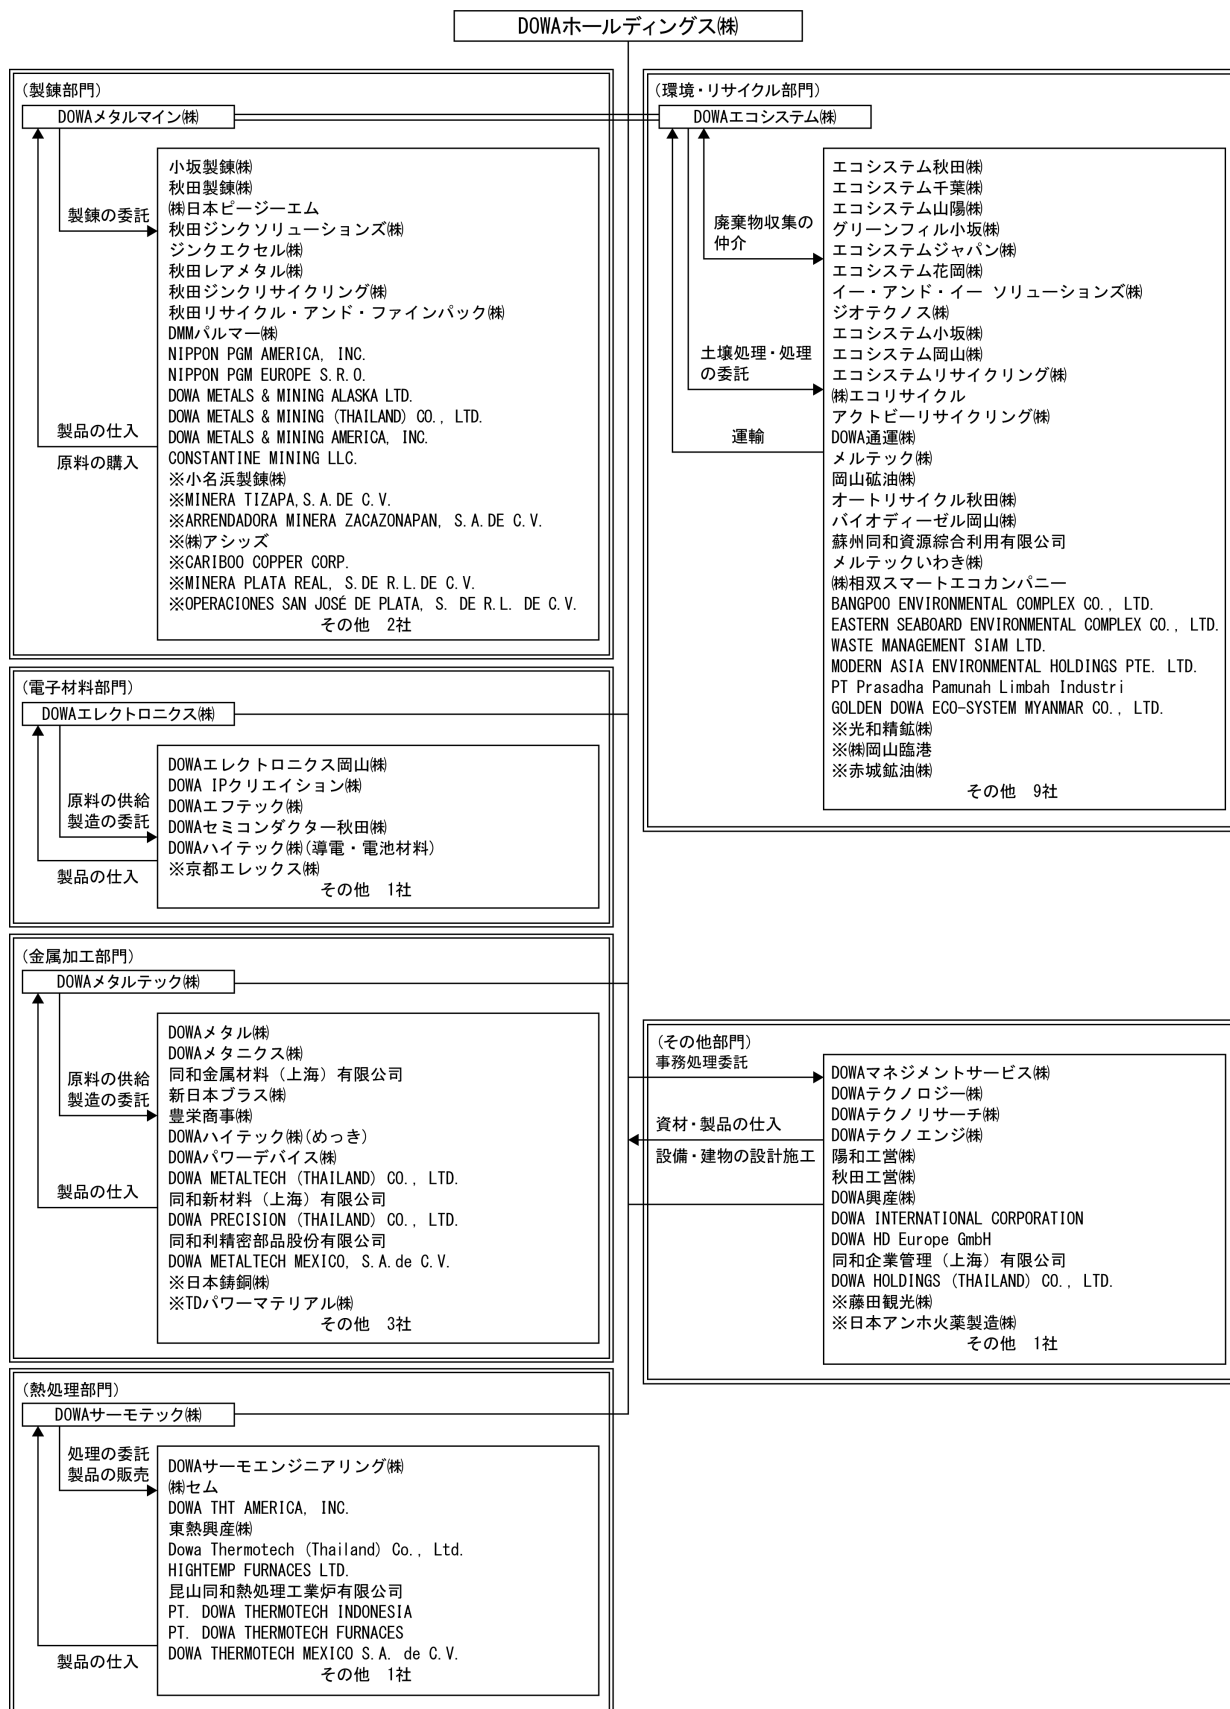 DOWAホールディングス㈱
(製錬部門)
DOWAメタルマイン㈱
製錬の委託
小坂製錬㈱
秋田製錬㈱
㈱日本ピージーエム
秋田ジンクソリューションズ㈱
ジンクエクセル㈱
秋田レアメタル㈱
秋田ジンクリサイクリング㈱
秋田リサイクル・アンド・ファインパック㈱
DMMパルマー㈱
NIPPON PGM AMERICA, INC.
NIPPON PGM EUROPE S.R.O.
DOWA METALS & MINING ALASKA LTD.
DOWA METALS & MINING (THAILAND) CO., LTD.
DOWA METALS & MINING AMERICA, INC.
CONSTANTINE MINING LLC.
※小名浜製錬㈱
※MINERA TIZAPA,S.A.DE C.V.
※ARRENDADORA MINERA ZACAZONAPAN, S.A.DE C.V.
※㈱アシッズ
※CARIBOO COPPER CORP.
※MINERA PLATA REAL, S.DE R.L.DE C.V.
※OPERACIONES SAN JOSÉ DE PLATA, S. DE R.L. DE C.V.
その他 2社
製品の仕入
原料の購入
(環境・リサイクル部門)
DOWAエコシステム㈱
廃棄物収集の
仲介
土壌処理・処理
の委託
運輸
エコシステム秋田㈱
エコシステム千葉㈱
エコシステム山陽㈱
グリーンフィル小坂㈱
エコシステムジャパン㈱
エコシステム花岡㈱
イー・アンド・イー ソリューションズ㈱
ジオテクノス㈱
エコシステム小坂㈱
エコシステム岡山㈱
エコシステムリサイクリング㈱
㈱エコリサイクル
アクトビーリサイクリング㈱
DOWA通運㈱
メルテック㈱
岡山砿油㈱
オートリサイクル秋田㈱
バイオディーゼル岡山㈱
蘇州同和資源綜合利用有限公司
メルテックいわき㈱
㈱相双スマートエコカンパニー
BANGPOO ENVIRONMENTAL COMPLEX CO., LTD.
EASTERN SEABOARD ENVIRONMENTAL COMPLEX CO., LTD.
WASTE MANAGEMENT SIAM LTD.
MODERN ASIA ENVIRONMENTAL HOLDINGS PTE. LTD.
PT Prasadha Pamunah Limbah Industri
GOLDEN DOWA ECO-SYSTEM MYANMAR CO., LTD.
※光和精鉱㈱
※㈱岡山臨港
※赤城鉱油㈱
その他 9社
(電子材料部門)
DOWAエレクトロニクス㈱
原料の供給
製造の委託
製品の仕入
DOWAエレクトロニクス岡山㈱
DOWA IPクリエイション㈱
DOWAエフテック㈱
DOWAセミコンダクター秋田㈱
DOWAハイテック㈱(導電・電池材料)
※京都エレックス㈱
その他 1社
(金属加工部門)
DOWAメタルテック㈱
原料の供給
製造の委託
製品の仕入
DOWAメタル㈱
DOWAメタニクス㈱
同和金属材料（上海）有限公司
新日本ブラス㈱
豊栄商事㈱
DOWAハイテック㈱(めっき)
DOWAパワーデバイス㈱
DOWA METALTECH (THAILAND) CO., LTD.
同和新材料（上海）有限公司
DOWA PRECISION (THAILAND) CO., LTD.
同和利精密部品股份有限公司
DOWA METALTECH MEXICO, S.A.de C.V.
※日本鋳銅㈱
※TDパワーマテリアル㈱
その他 3社
(その他部門)
事務処理委託
資材・製品の仕入
設備・建物の設計施工
DOWAマネジメントサービス㈱
DOWAテクノロジー㈱
DOWAテクノリサーチ㈱
DOWAテクノエンジ㈱
陽和工営㈱
秋田工営㈱
DOWA興産㈱
DOWA INTERNATIONAL CORPORATION
DOWA HD Europe GmbH
同和企業管理（上海）有限公司
DOWA HOLDINGS (THAILAND) CO., LTD.
※藤田観光㈱
※日本アンホ火薬製造㈱
その他 1社
(熱処理部門)
DOWAサーモテック㈱
処理の委託
製品の販売
製品の仕入
DOWAサーモエンジニアリング㈱
㈱セム
DOWA THT AMERICA, INC.
東熱興産㈱
Dowa Thermotech (Thailand) Co., Ltd.
HIGHTEMP FURNACES LTD.
昆山同和熱処理工業炉有限公司
PT. DOWA THERMOTECH INDONESIA
PT. DOWA THERMOTECH FURNACES
DOWA THERMOTECH MEXICO S.A. de C.V.
その他 1社